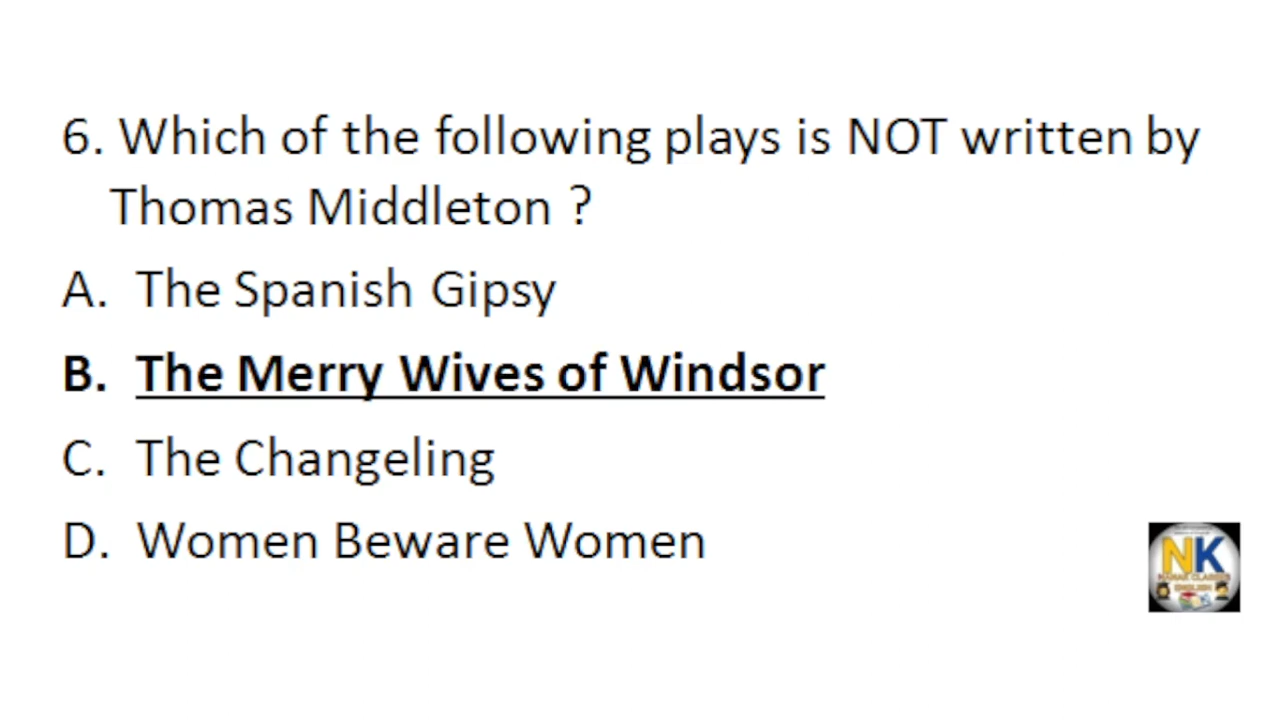 6. Which of the following plays is NOT written by
Thomas Middleton ?
A. The Spanish Gipsy
B. The Merry Wives of Windsor
C. The Changeling
D. Women Beware Women
NK